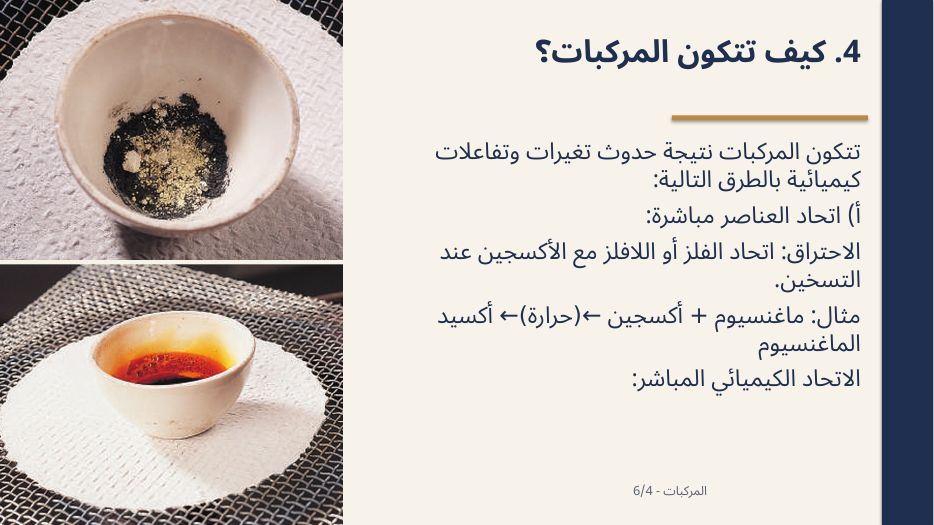 4. كيف تتكون المركبات؟
تتكون المركبات نتيجة حدوث تغيرات وتفاعلات
كيميائية بالطرق التالية:
أ) اتحاد العناصر مباشرة:
الاحتراق: اتحاد الفلز أو اللافلز مع الأكسجين عند
التسخين.
مثال: ماغنسيوم + أكسجين ←(حرارة)← أكسيد
الماغنسيوم
الاتحاد الكيميائي المباشر:
المركبات - 6/4